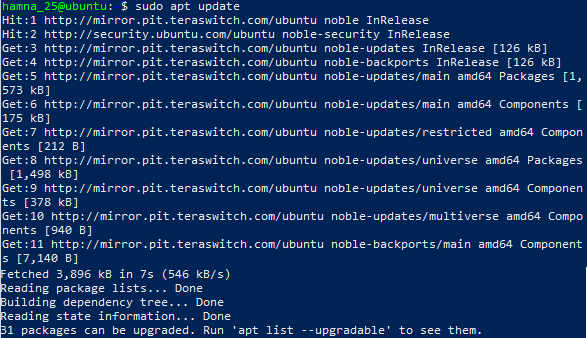 hamna_25@ubuntu: $ sudo apt update
Hit:1 http://mirror.pit.teraswitch.com/ubuntu noble InRelease
Hit:2 http://security.ubuntu.com/ubuntu noble-security InRelease
Get:3 http://mirror.pit.teraswitch.com/ubuntu noble-updates InRelease [126 kB]
Get:4 http://mirror.pit.teraswitch.com/ubuntu noble-backports InRelease [126 kB]
Get:5 http://mirror.pit.teraswitch.com/ubuntu noble-updates/main amd64 Packages [1,
573 kB]
Get:6 http://mirror.pit.teraswitch.com/ubuntu noble-updates/main amd64 Components [
175 kB]
Get:7 http://mirror.pit.teraswitch.com/ubuntu noble-updates/restricted amd64 Compon
ents [212 B]
Get:8 http://mirror.pit.teraswitch.com/ubuntu noble-updates/universe amd64 Packages
[1,498 kB]
Get:9 http://mirror.pit.teraswitch.com/ubuntu noble-updates/universe amd64 Componen
ts [378 kB]
Get:10 http://mirror.pit.teraswitch.com/ubuntu noble-updates/multiverse amd64 Compo
nents [940 B]
Get:11 http://mirror.pit.teraswitch.com/ubuntu noble-backports/main amd64 Component
s [7,140 B]
Fetched 3,896 kB in 7s (546 kB/s)
Reading package lists... Done
Building dependency tree... Done
Reading state information... Done
31 packages can be upgraded. Run 'apt list --upgradable' to see them.